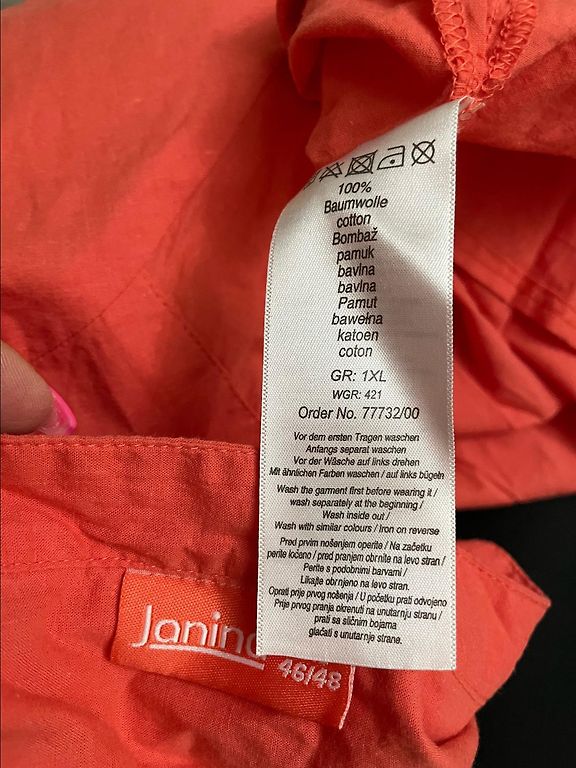 100%
Baumwolle
cotton
Bombaž
pamuk
bavlna
bavlna
Pamut
bawełna
katoen
coton
GR: 1XL
WGR: 421
Order No. 77732/00
Vor dem ersten Tragen waschen
Anfangs separat waschen
Vor der Wäsche auf links drehen
Mit ähnlichen Farben waschen / auf links bügeln
Wash the garment first before wearing it /
wash separately at the beginning /
Wash inside out /
Wash with similar colours / Iron on reverse
Pred prvim nošenjem operite / Na začetku
perite ločeno / pred pranjem obrnite na levo stran /
Perite s podobnimi barvami /
Likajte obrnjeno na levo stran.
Oprati prije prvog nošenja / U početku prati odvojeno
Prije prvog pranja okrenuti na unutarnju stranu /
prati sa sličnim bojama
glačati s unutarnje strane.
Janina
46/48